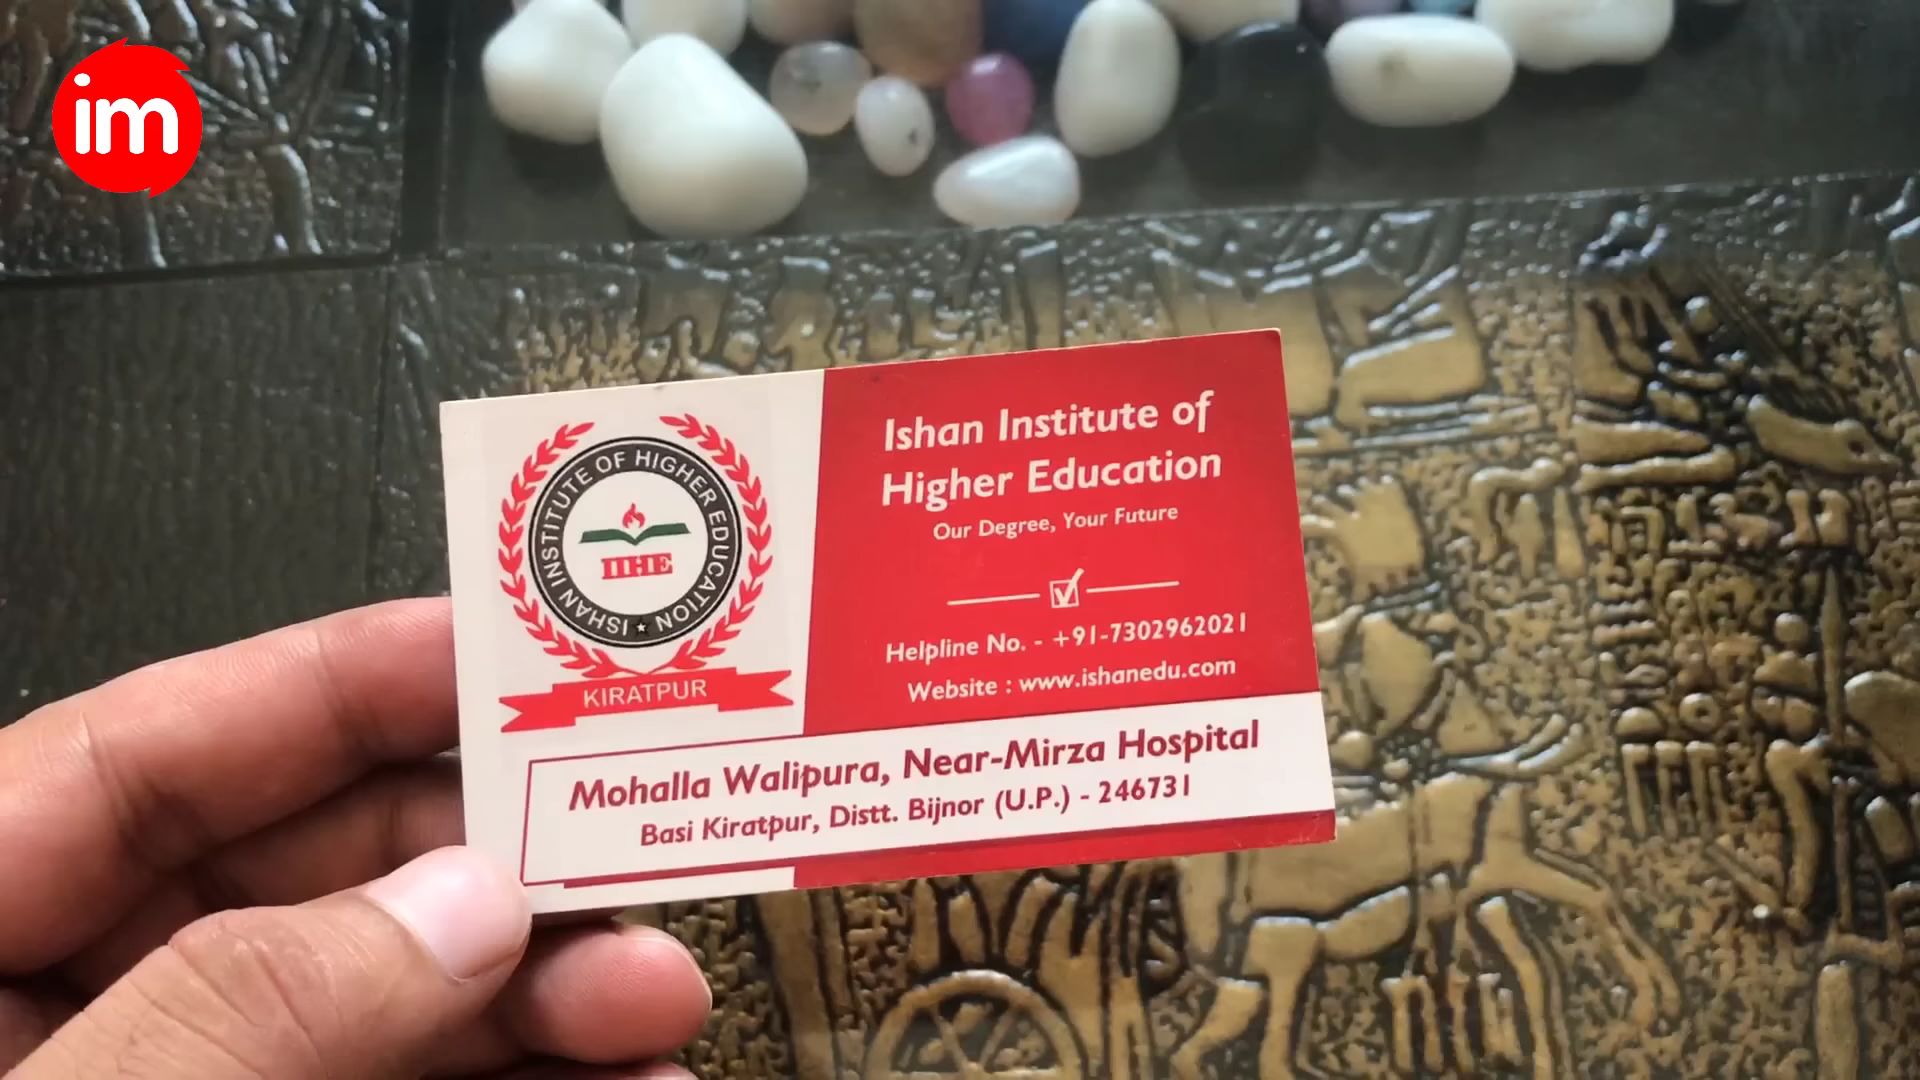 im
ISHAN INSTITUTE OF HIGHER EDUCATION
IIHE
KIRATPUR
Ishan Institute of
Higher Education
Our Degree, Your Future
Helpline No. - +91-7302962021
Website : www.ishanedu.com
Mohalla Walipura, Near-Mirza Hospital
Basi Kiratpur, Distt. Bijnor (U.P.) - 246731